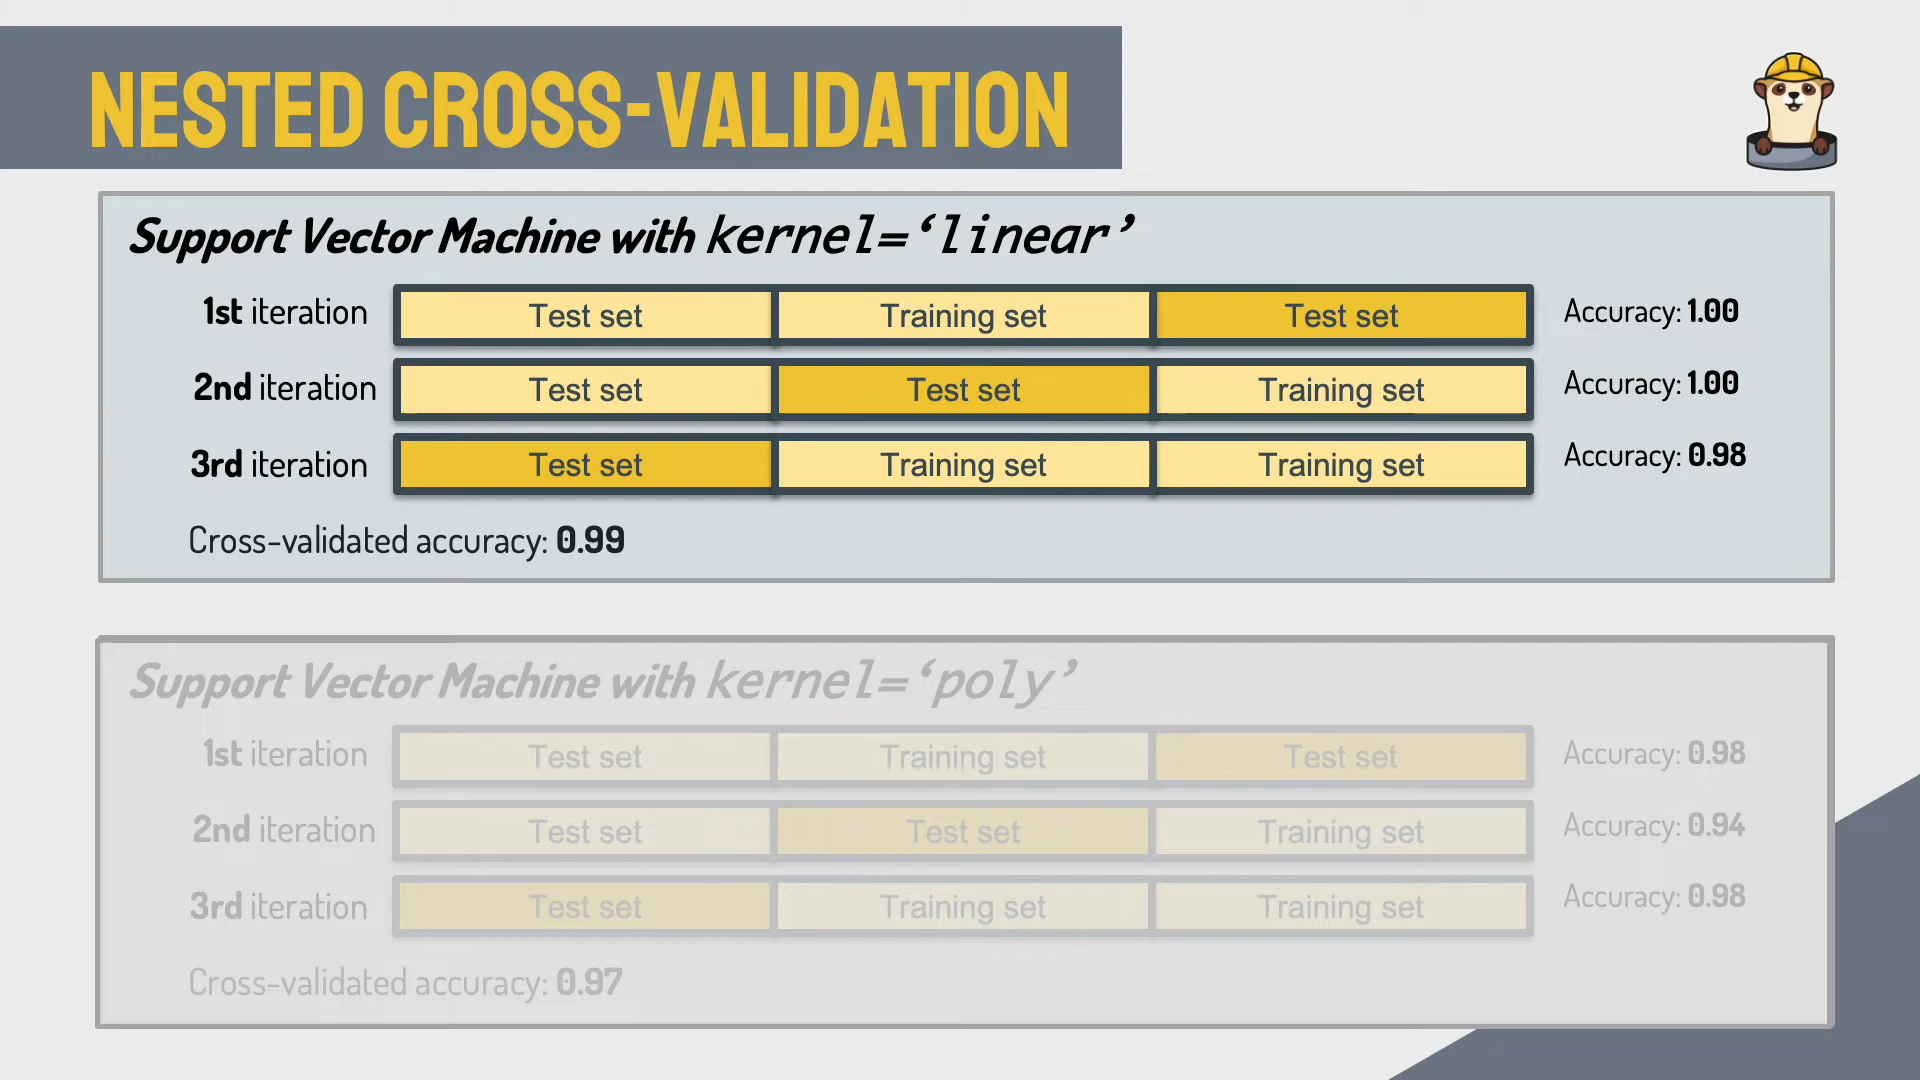 NESTED CROSS-VALIDATION
Support Vector Machine with kernel=‘linear’
1st iteration Test set Training set Test set Accuracy: 1.00
2nd iteration Test set Test set Training set Accuracy: 1.00
3rd iteration Test set Training set Training set Accuracy: 0.98
Cross-validated accuracy: 0.99
Support Vector Machine with kernel=‘poly’
1st iteration Test set Training set Test set Accuracy: 0.98
2nd iteration Test set Test set Training set Accuracy: 0.94
3rd iteration Test set Training set Training set Accuracy: 0.98
Cross-validated accuracy: 0.97